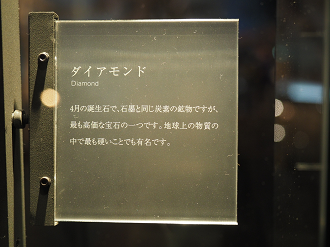 ダイアモンド
Diamond
4月の誕生石で、石墨と同じ炭素の鉱物ですが、
最も高価な宝石の一つです。地球上の物質の
中で最も硬いことでも有名です。